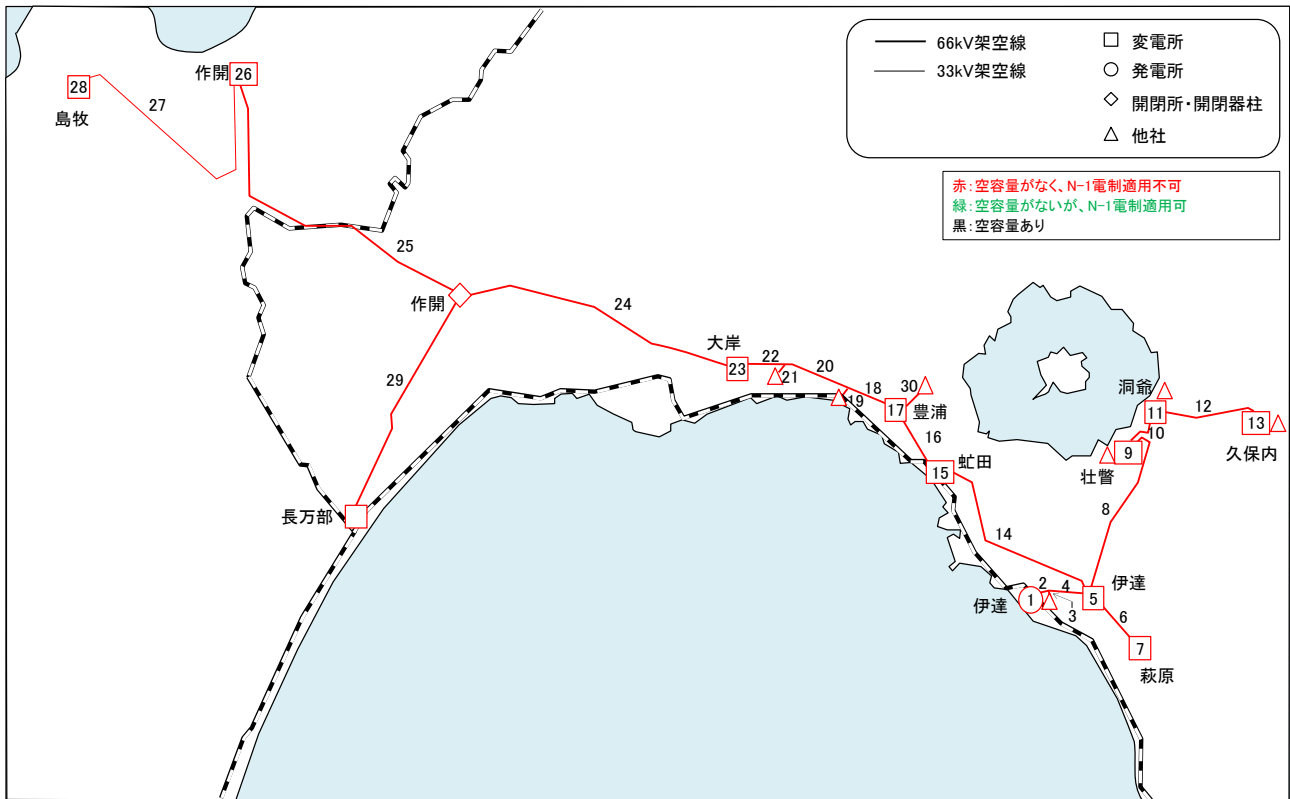 66kV架空線
33kV架空線
変電所
発電所
開閉所・開閉器柱
他社
赤：空容量がなく、N-1電制適用不可
緑：空容量がないが、N-1電制適用可
黒：空容量あり
28
島牧
27
作開
26
25
作開
24
29
長万部
大岸
23
22
21
20
19
18
30
17
豊浦
16
15
虻田
14
洞爺
11
12
13
久保内
10
9
壮瞥
8
伊達
5
伊達
1
2
4
3
6
7
萩原